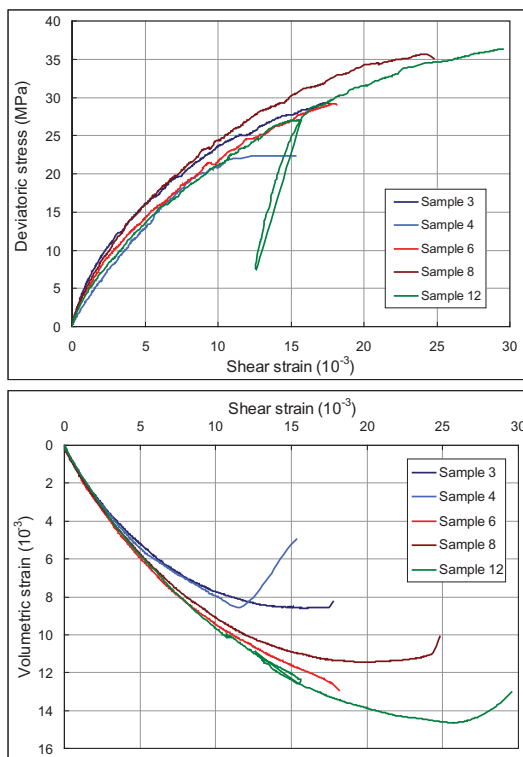 40
35
30
25
20
15
10
5
0
Deviatoric stress (MPa)
Sample 3
Sample 4
Sample 6
Sample 8
Sample 12
0 5 10 15 20 25 30
Shear strain (10-3)
Shear strain (10-3)
0 5 10 15 20 25 30
0
2
4
6
8
10
12
14
16
Volumetric strain (10-3)
Sample 3
Sample 4
Sample 6
Sample 8
Sample 12